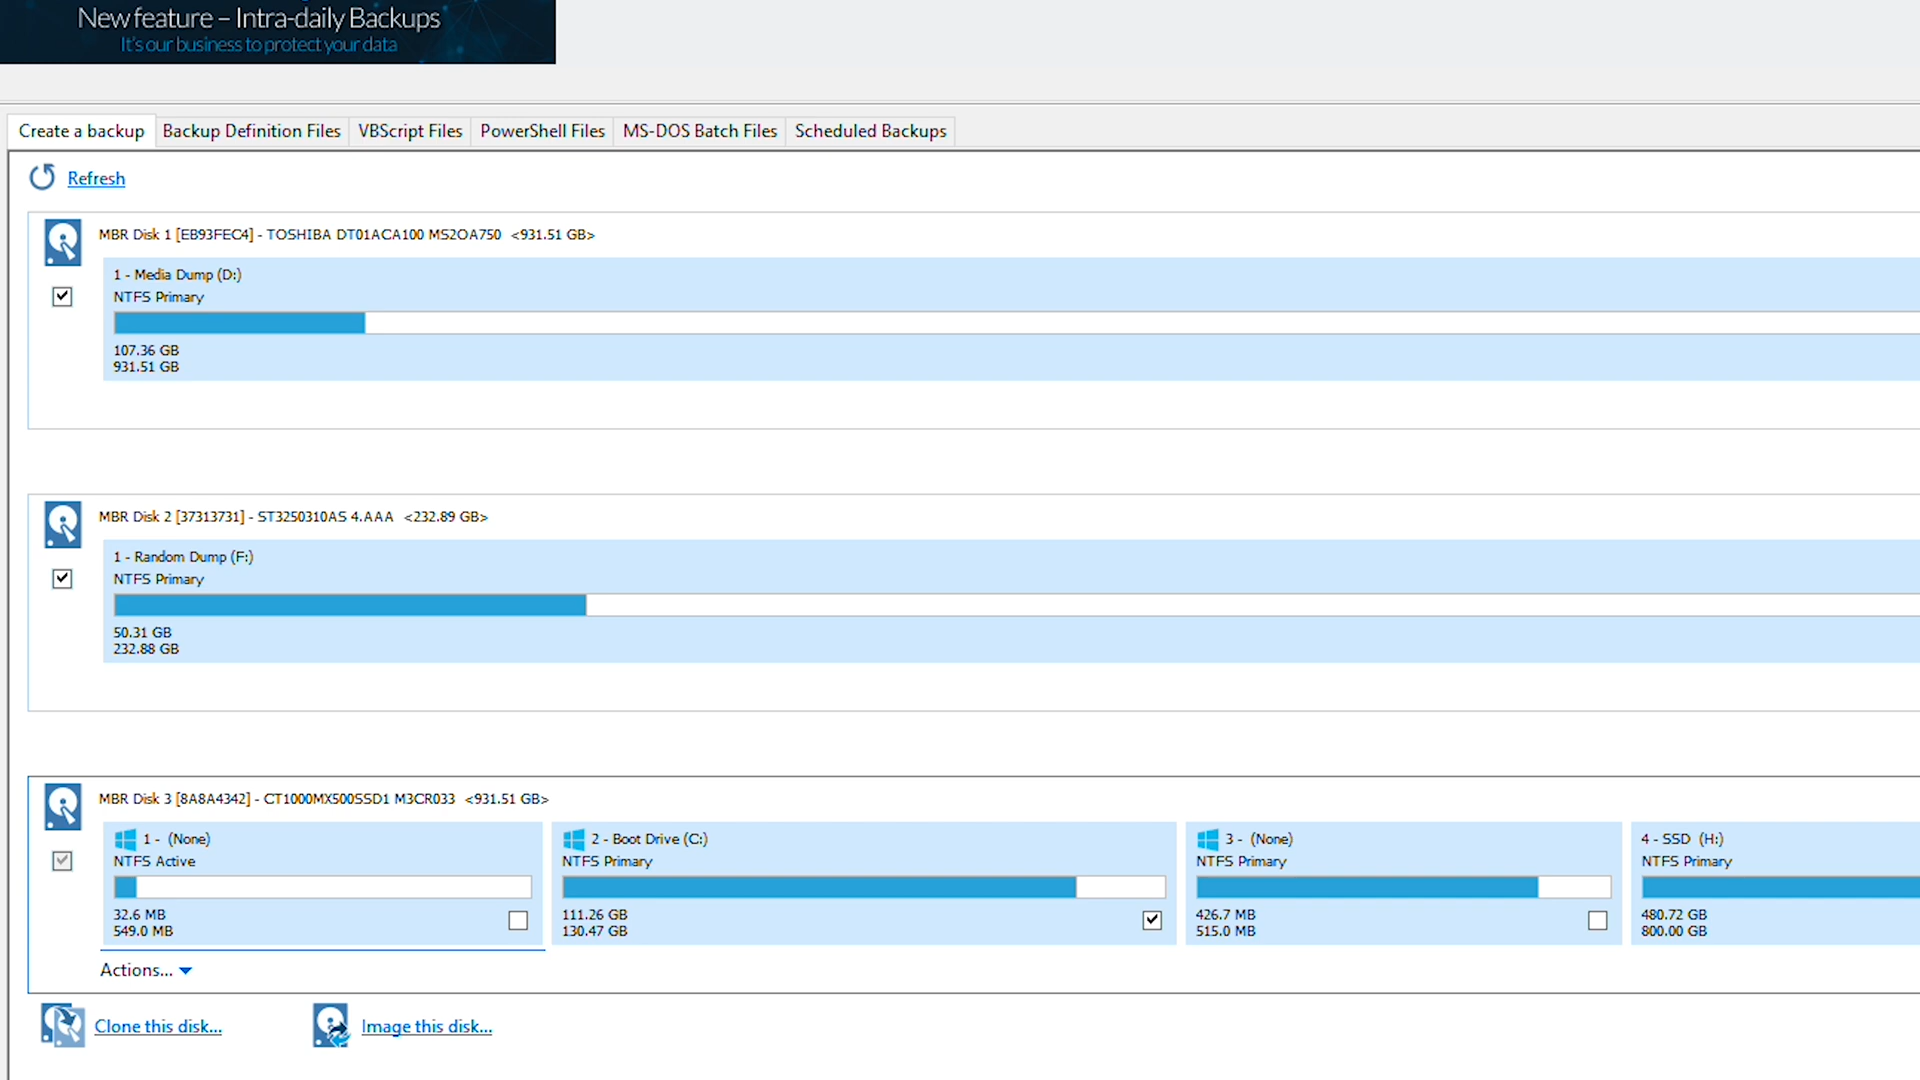 New feature – Intra-daily Backups
It's our business to protect your data
Create a backup Backup Definition Files VBScript Files PowerShell Files MS-DOS Batch Files Scheduled Backups
Refresh
MBR Disk 1 [EB93FEC4] - TOSHIBA DT01ACA100 MS2OA750 <931.51 GB>
1 - Media Dump (D:)
NTFS Primary
107.36 GB
931.51 GB
MBR Disk 2 [37313731] - ST3250310AS 4.AAA <232.89 GB>
1 - Random Dump (F:)
NTFS Primary
50.31 GB
232.88 GB
MBR Disk 3 [8A8A4342] - CT1000MX500SSD1 M3CR033 <931.51 GB>
1 - (None)
NTFS Active
32.6 MB
549.0 MB
2 - Boot Drive (C:)
NTFS Primary
111.26 GB
130.47 GB
3 - (None)
NTFS Primary
426.7 MB
515.0 MB
4 - SSD (H:)
NTFS Primary
480.72 GB
800.00 GB
Actions...
Clone this disk... Image this disk...